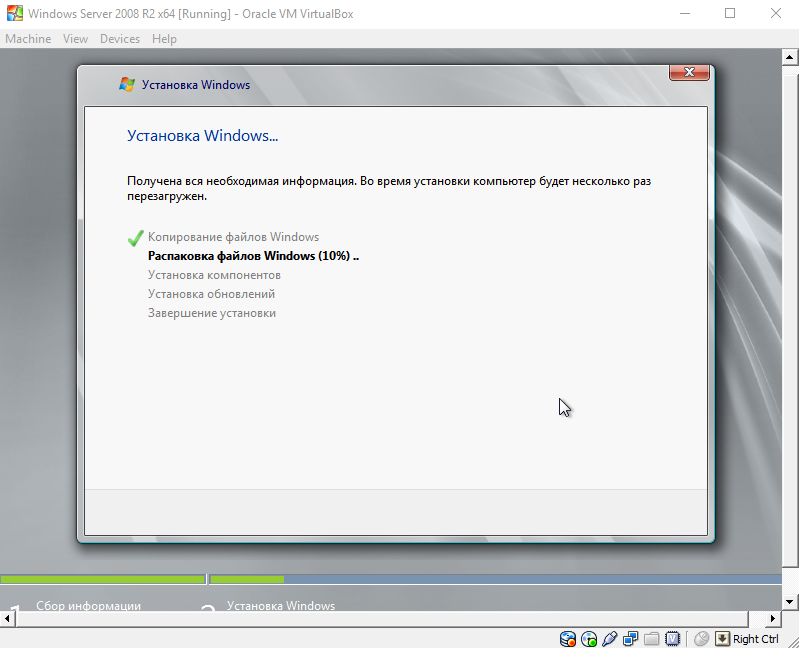 Windows Server 2008 R2 x64 [Running] - Oracle VM VirtualBox
Machine View Devices Help
Установка Windows
Установка Windows...
Получена вся необходимая информация. Во время установки компьютер будет несколько раз
перезагружен.
Копирование файлов Windows
Распаковка файлов Windows (10%) ..
Установка компонентов
Установка обновлений
Завершение установки
1 Сбор информации 2 Установка Windows
Right Ctrl